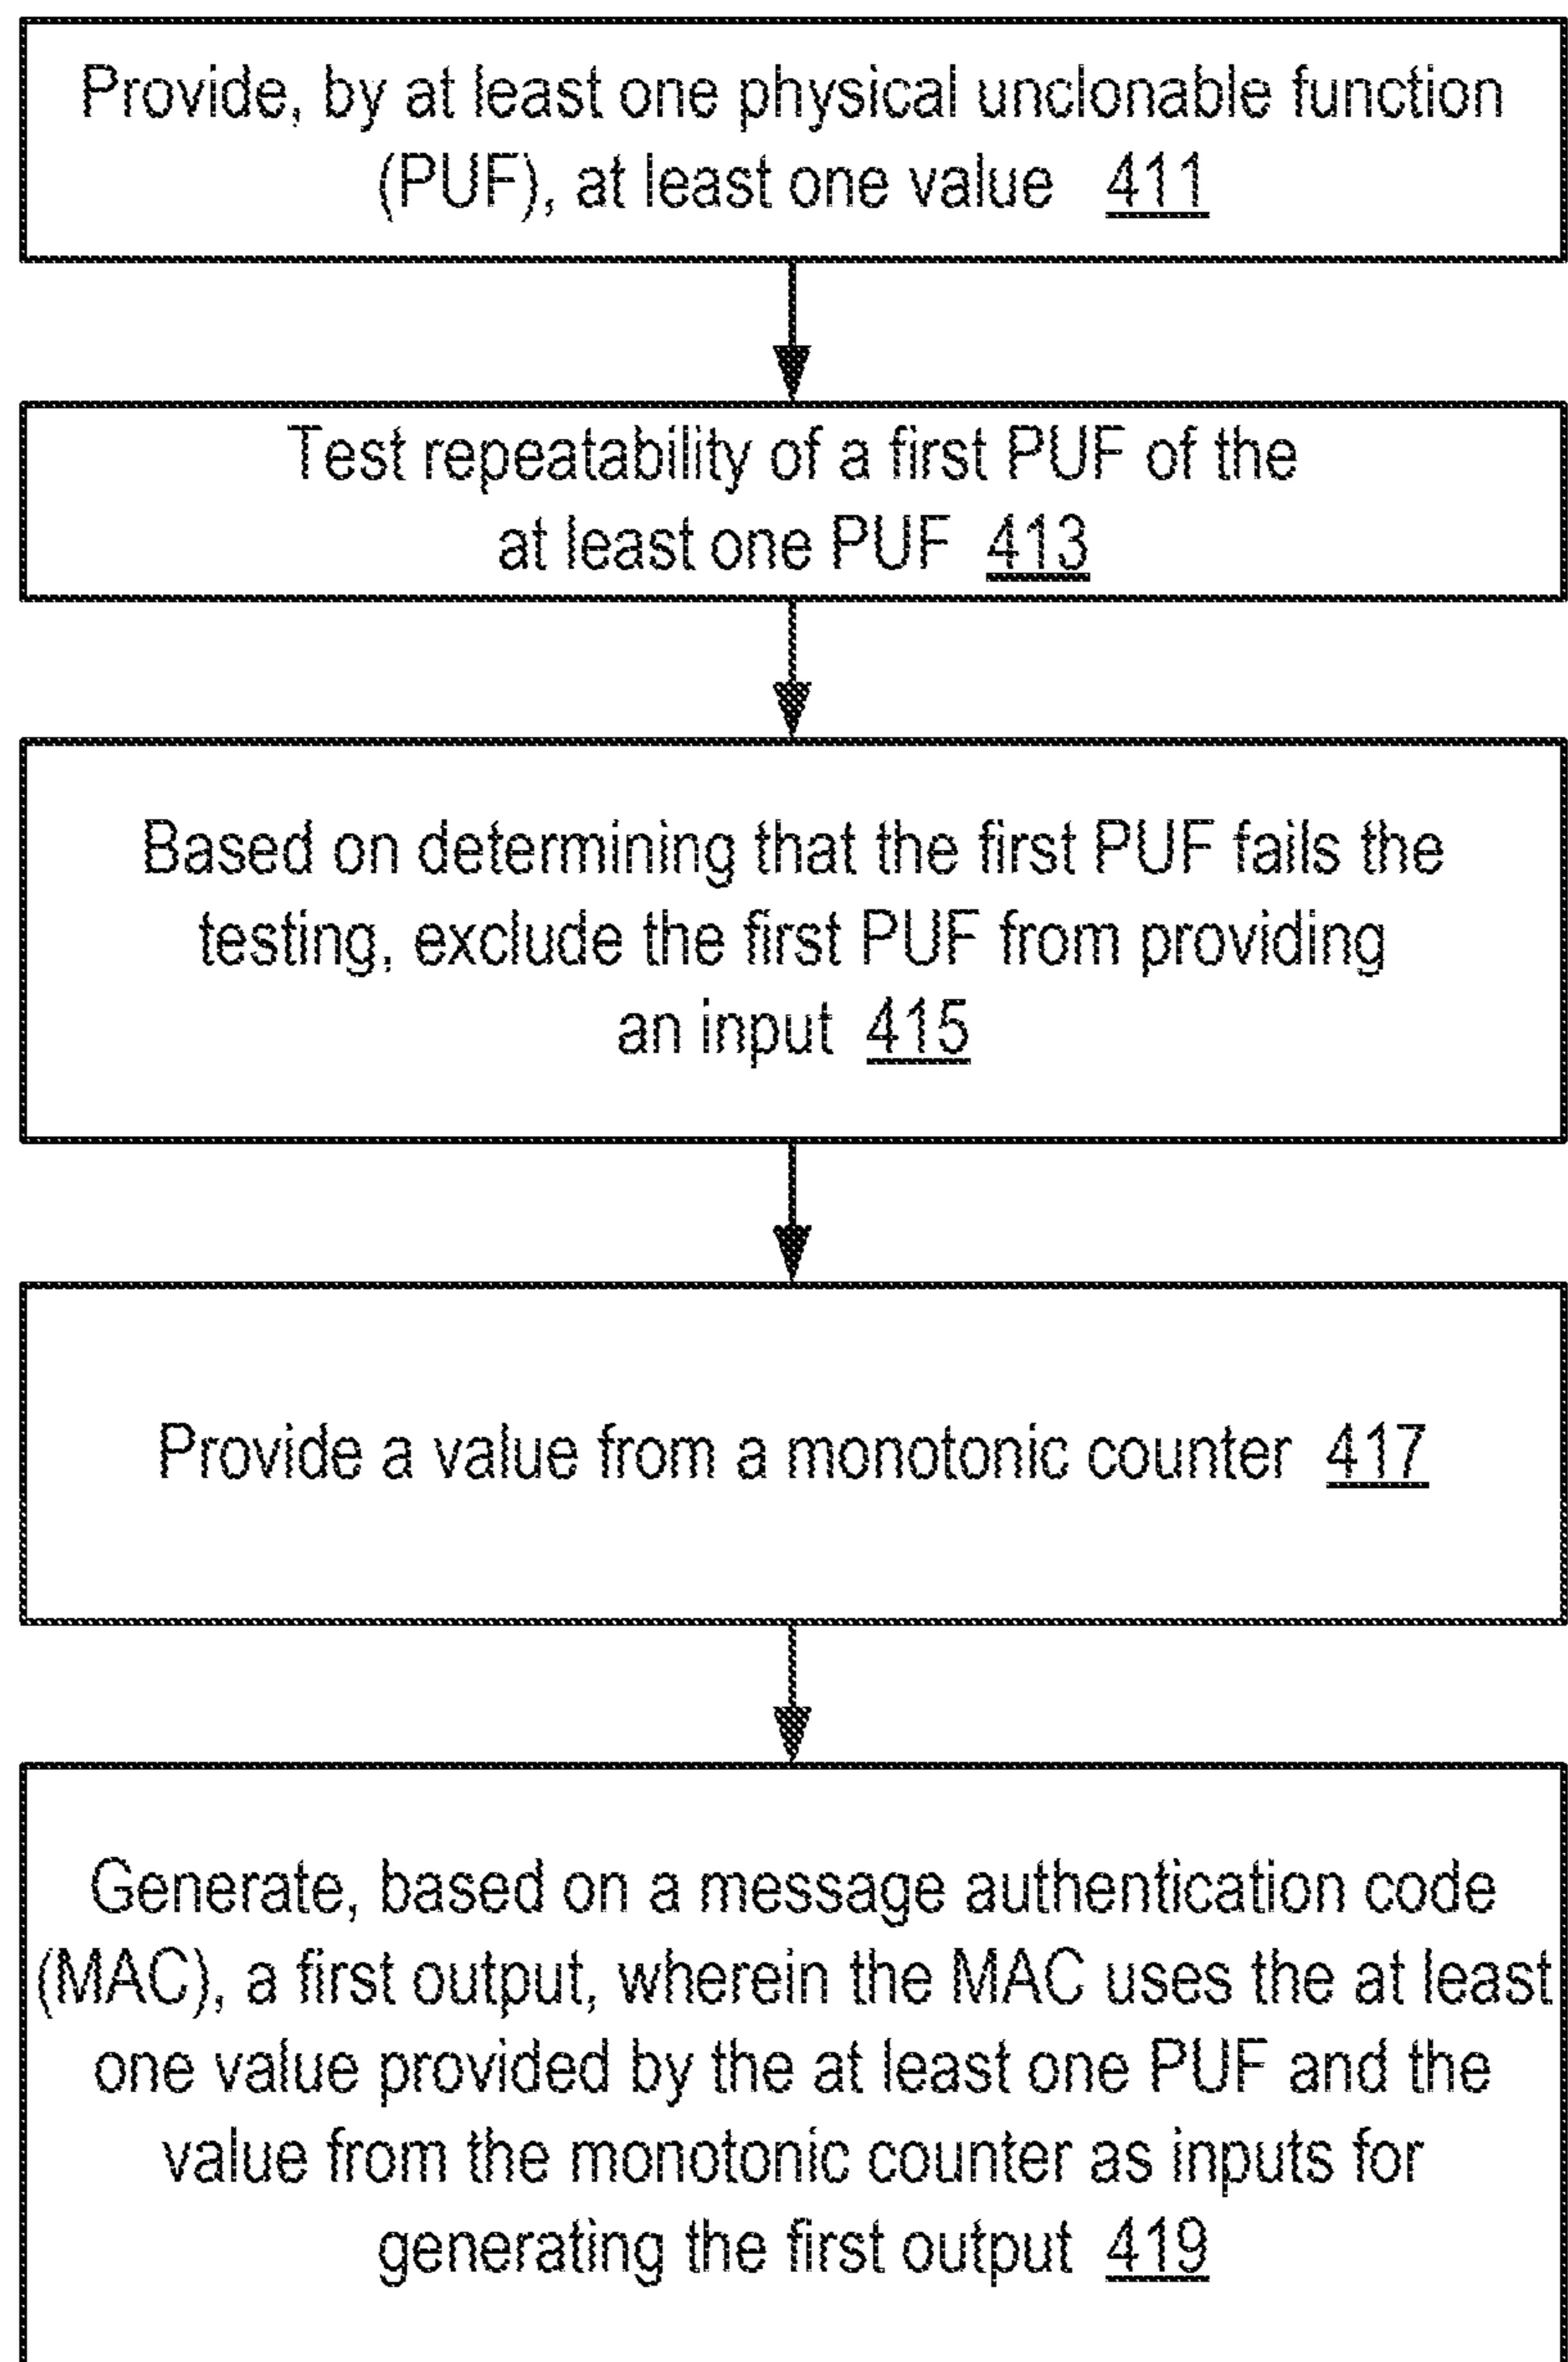 Provide, by at least one physical unclonable function
(PUF), at least one value 411
Test repeatability of a first PUF of the
at least one PUF 413
Based on determining that the first PUF fails the
testing, exclude the first PUF from providing
an input 415
Provide a value from a monotonic counter 417
Generate, based on a message authentication code
(MAC), a first output, wherein the MAC uses the at least
one value provided by the at least one PUF and the
value from the monotonic counter as inputs for
generating the first output 419